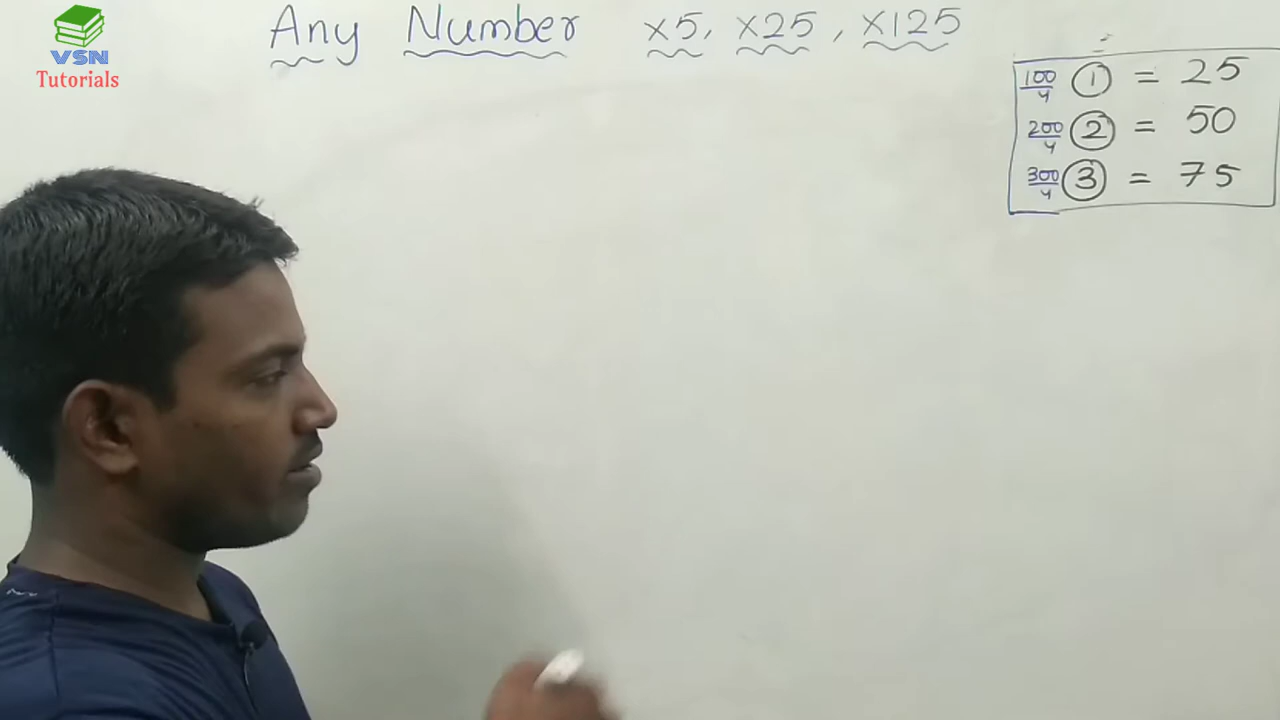 VSN
Tutorials
Any Number ×5, ×25, ×125
100/4 1 = 25
200/4 2 = 50
300/4 3 = 75